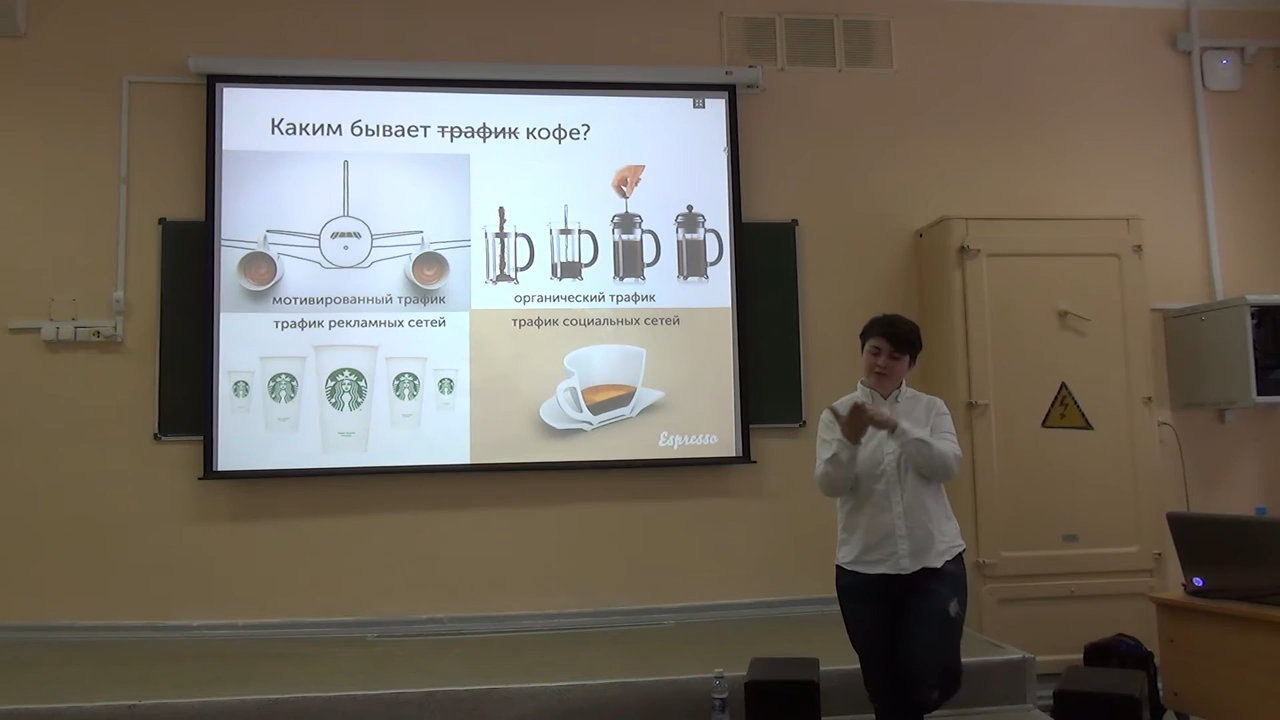 Каким бывает трафик кофе?
мотивированный трафик
органический трафик
трафик рекламных сетей
трафик социальных сетей
Espresso